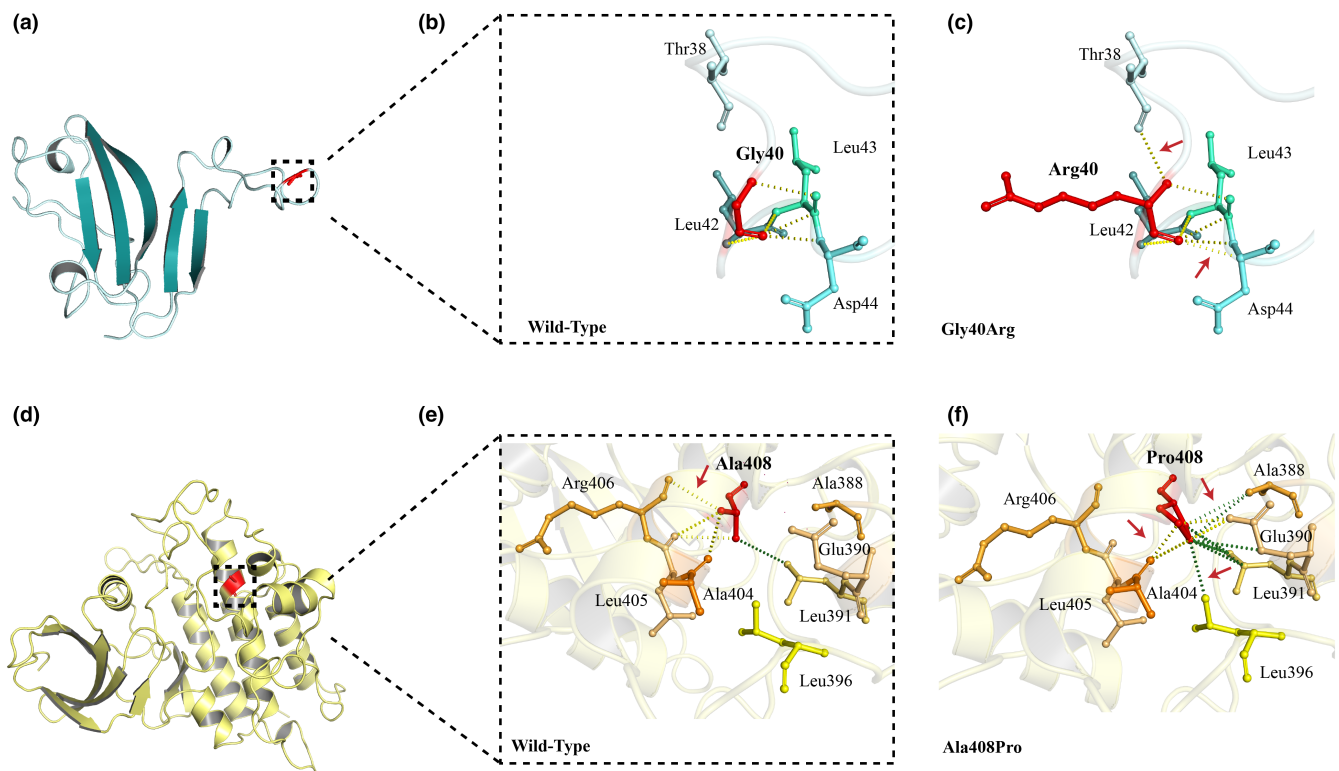 (a)
(b)
(c)
Thr38
Thr38
Gly40
Leu43
Arg40
Leu43
Leu42
Leu42
Asp44
Asp44
Wild-Type
Gly40Arg
(d)
(e)
(f)
Ala408
Pro408
Arg406
Ala388
Arg406
Ala388
Glu390
Glu390
Leu405
Ala404
Leu391
Leu405
Ala404
Leu391
Leu396
Leu396
Wild-Type
Ala408Pro